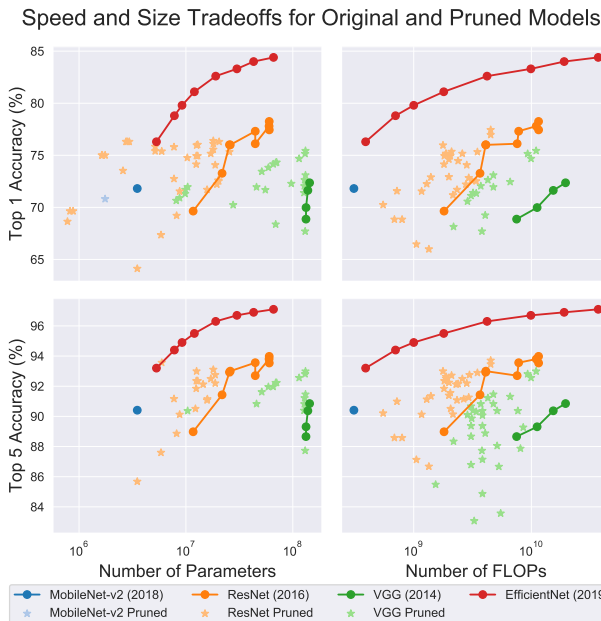 Speed and Size Tradeoffs for Original and Pruned Models
Top 1 Accuracy (%)
85
80
75
70
65
Top 5 Accuracy (%)
96
94
92
90
88
86
84
10^6
10^7
10^8
10^9
10^10
Number of Parameters
Number of FLOPs
MobileNet-v2 (2018)
ResNet (2016)
VGG (2014)
EfficientNet (2019
MobileNet-v2 Pruned
ResNet Pruned
VGG Pruned